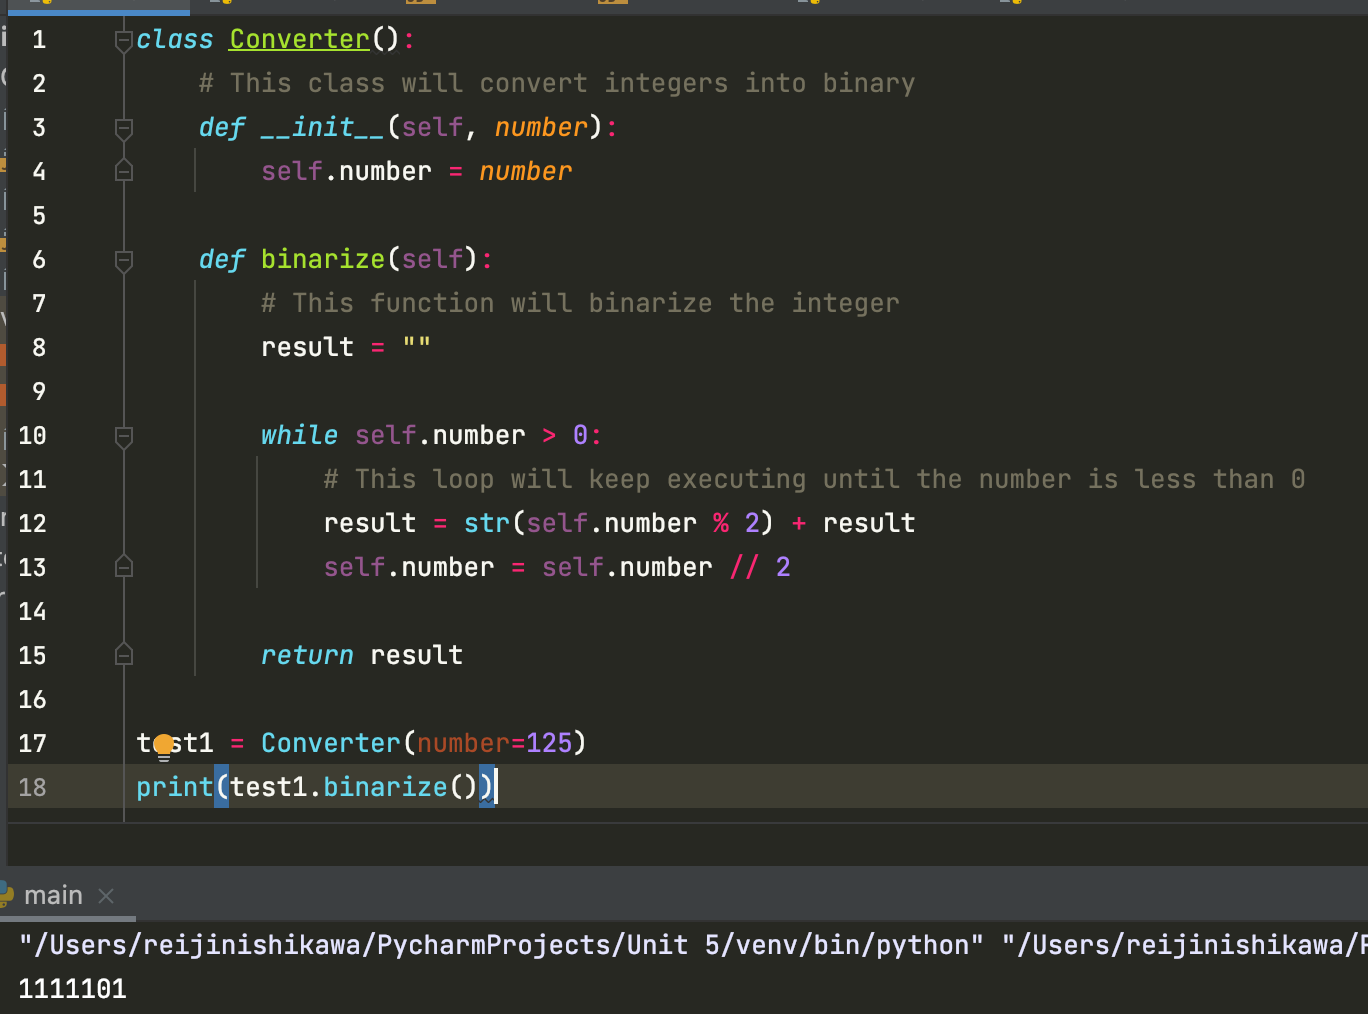 1 class Converter():
2     # This class will convert integers into binary
3     def __init__(self, number):
4         self.number = number
5
6     def binarize(self):
7         # This function will binarize the integer
8         result = ""
9
10         while self.number > 0:
11             # This loop will keep executing until the number is less than 0
12             result = str(self.number % 2) + result
13             self.number = self.number // 2
14
15         return result
16
17 test1 = Converter(number=125)
18 print(test1.binarize())
main
"/Users/reijinishikawa/PycharmProjects/Unit 5/venv/bin/python" "/Users/reijinishikawa/
1111101